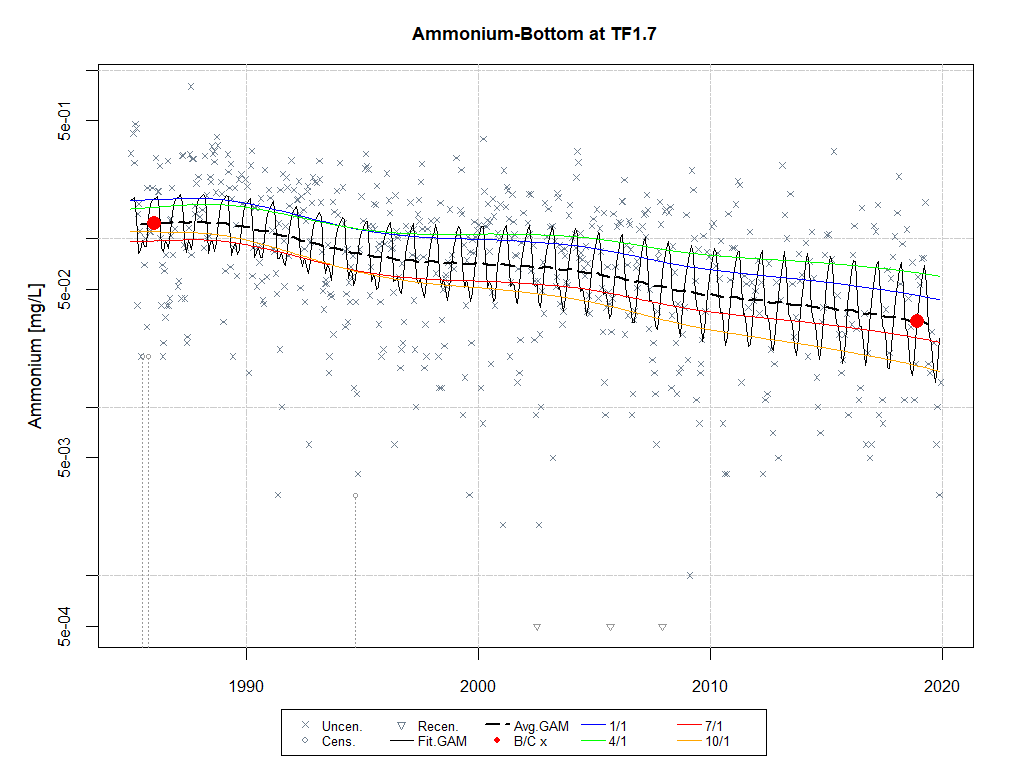 Ammonium-Bottom at TF1.7
Ammonium [mg/L]
5e-01
5e-02
5e-03
5e-04
1990 2000 2010 2020
Uncen. Recen. Avg.GAM 1/1 7/1
Cens. Fit.GAM B/C x 4/1 10/1